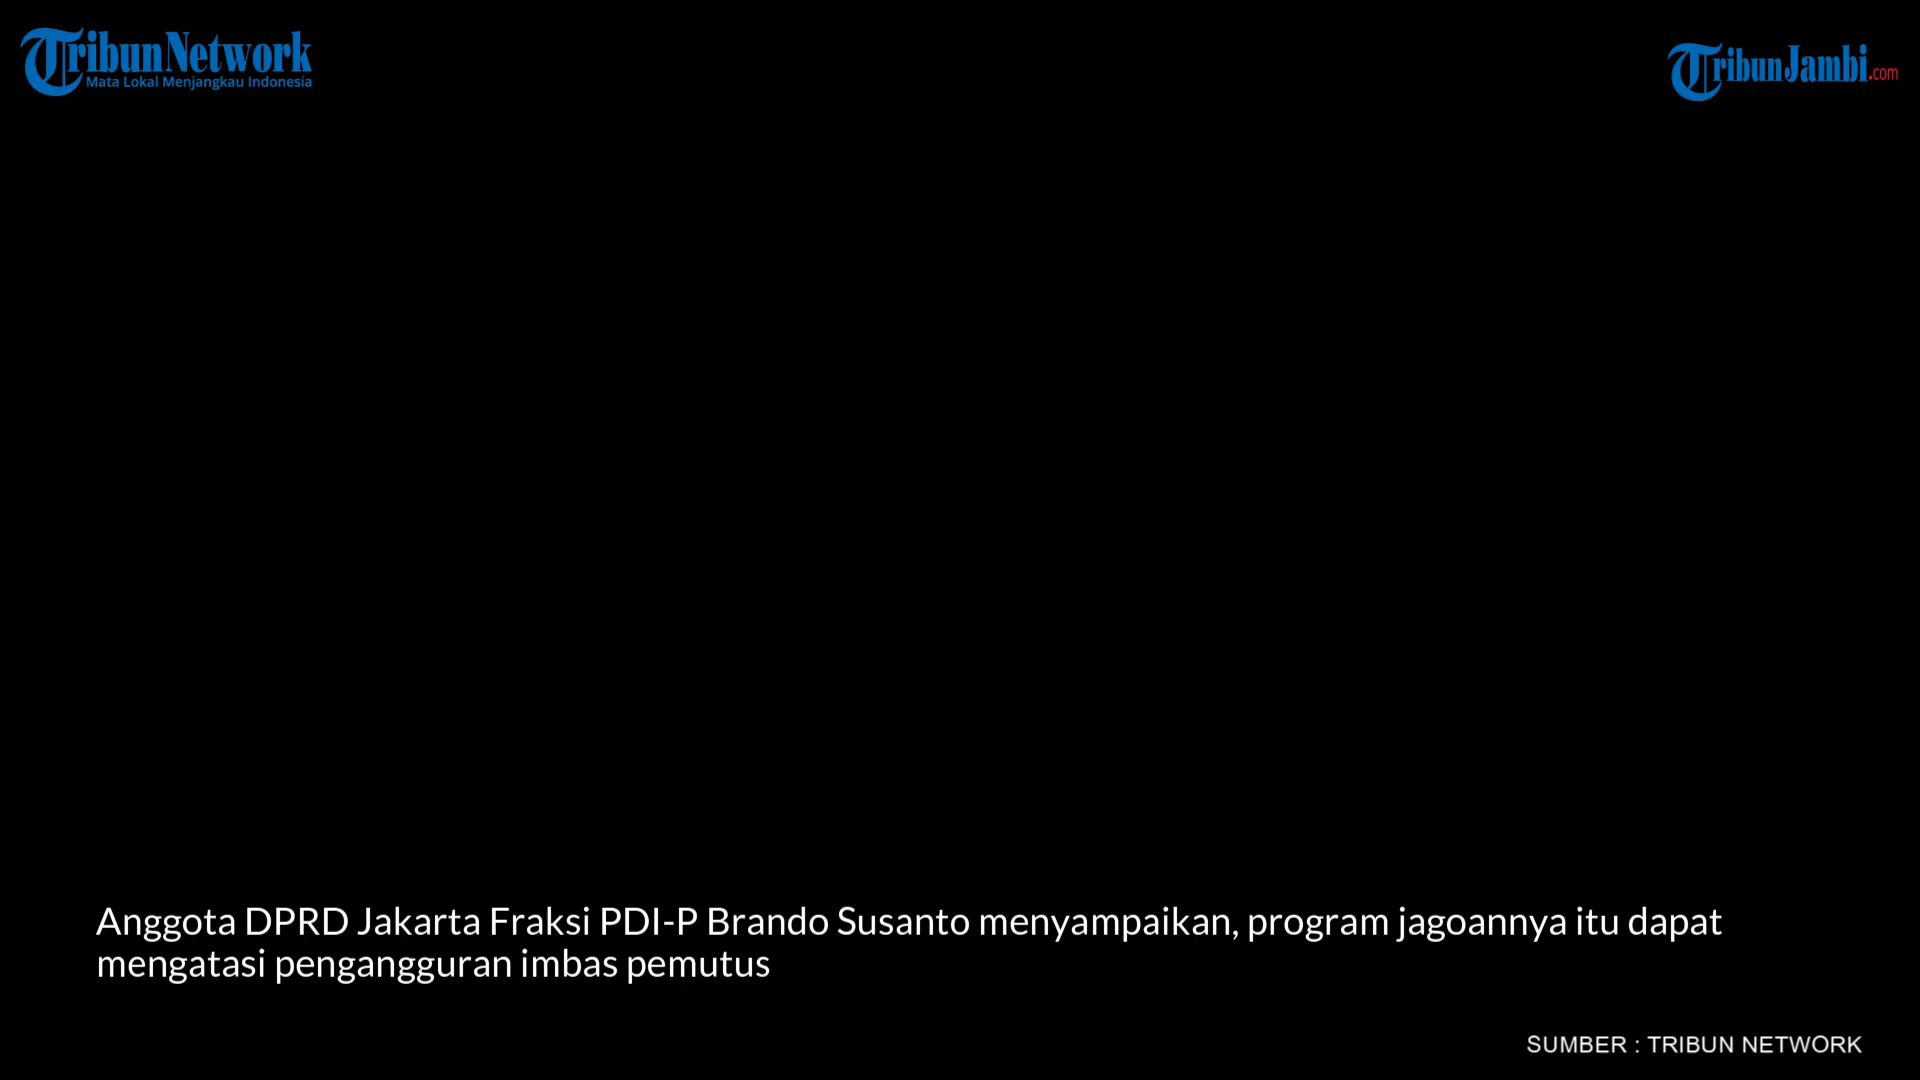 TribunNetwork
Mata Lokal Menjangkau Indonesia
TribunJambi.com
Anggota DPRD Jakarta Fraksi PDI-P Brando Susanto menyampaikan, program jagoannya itu dapat
mengatasi pengangguran imbas pemutus
SUMBER : TRIBUN NETWORK